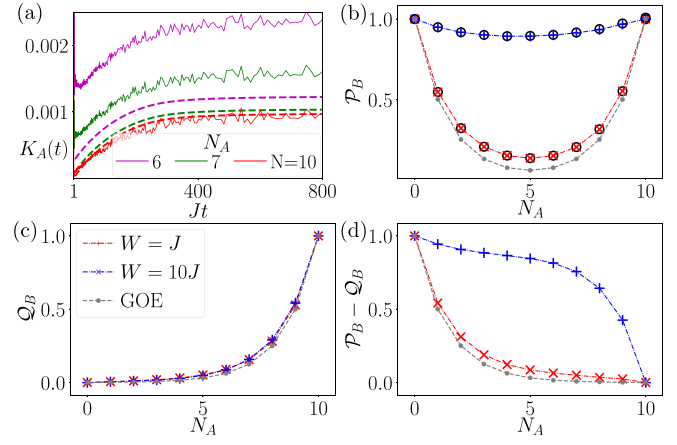 (a)
0.002
0.001
K_A(t)
N_A
6 7 N=10
1 400 800
Jt
(b)
1.0
0.5
𝒫_B
0 5 10
N_A
(c)
1.0
0.5
0.0
𝒬_B
W = J
W = 10J
GOE
0 5 10
N_A
(d)
1.0
0.5
0.0
𝒫_B − 𝒬_B
0 5 10
N_A